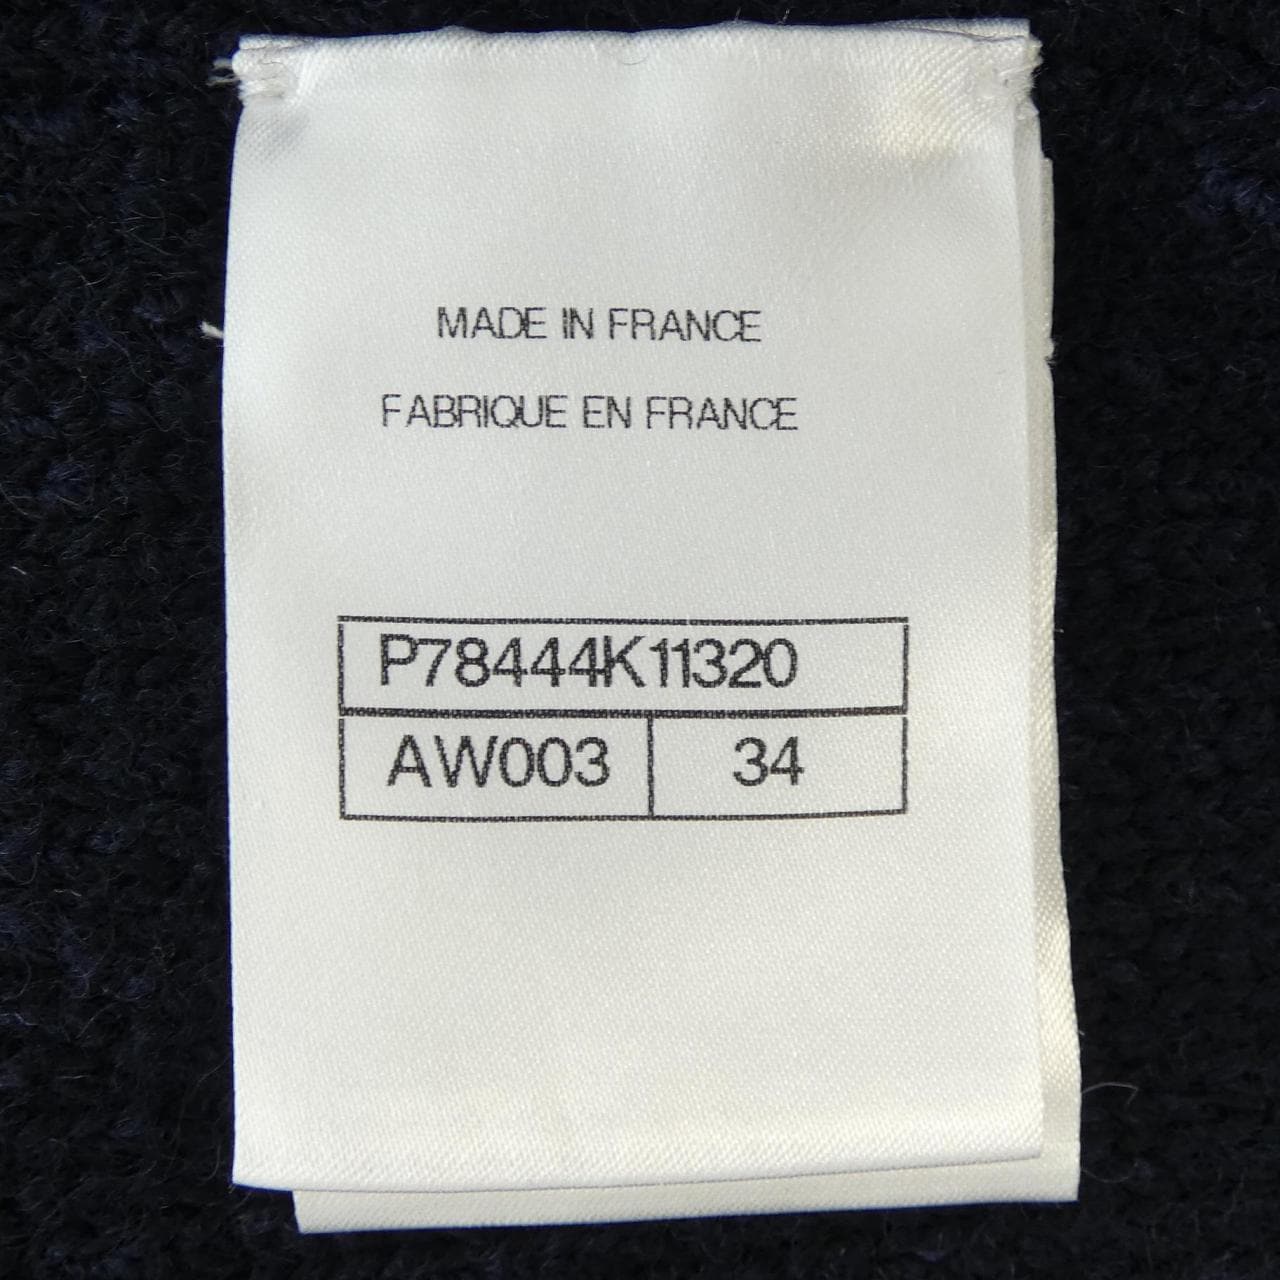 MADE IN FRANCE
FABRIQUE EN FRANCE
P78444K11320
AW003 34